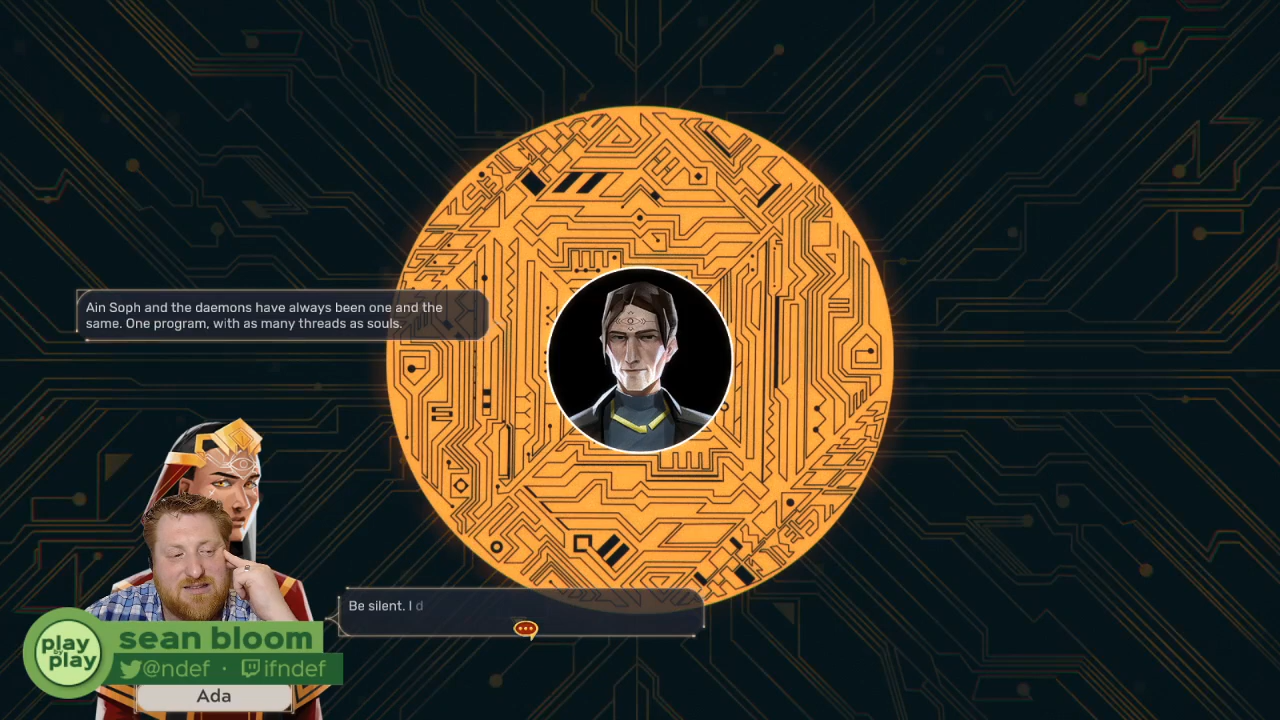 Ain Soph and the daemons have always been one and the
same. One program, with as many threads as souls.
Be silent. I d
play
by
play
sean bloom
@ndef · ifndef
Ada